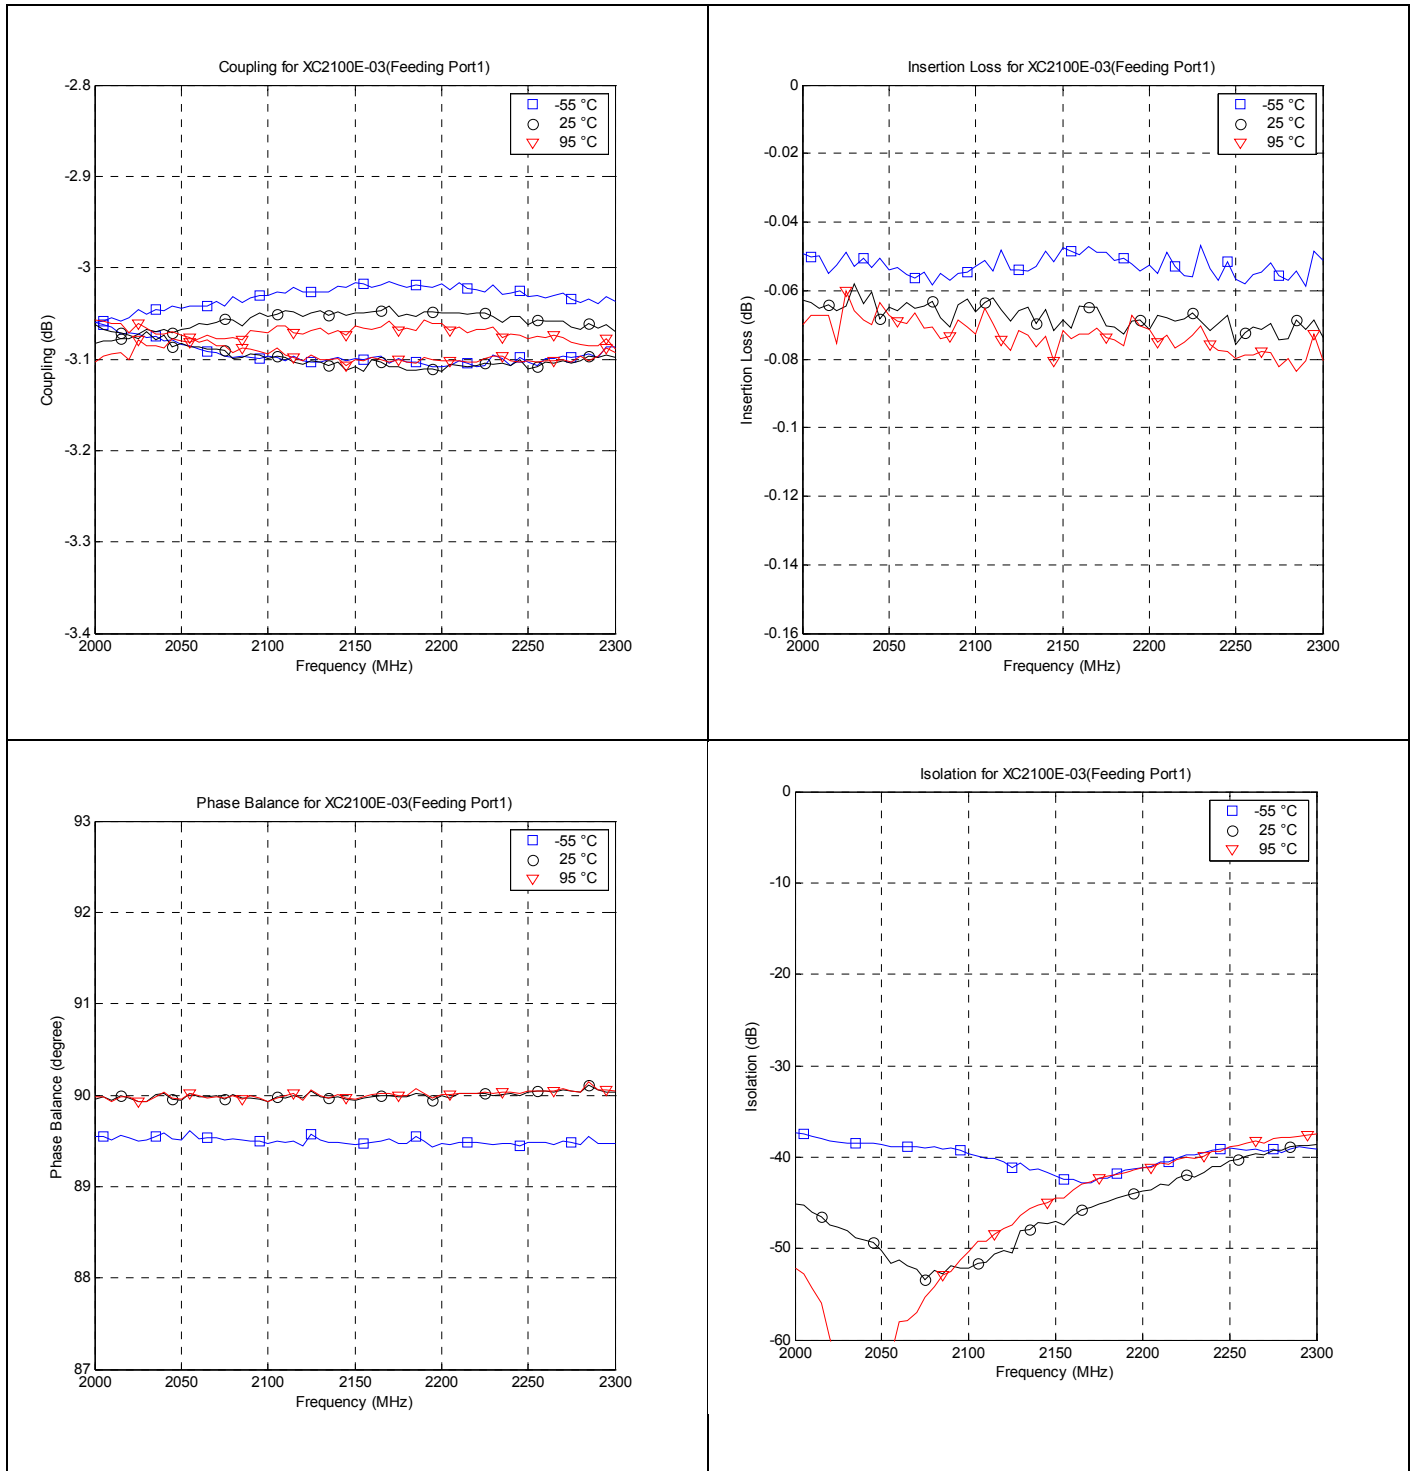 Coupling for XC2100E-03(Feeding Port1)
-2.8
-2.9
-3
-3.1
-3.2
-3.3
-3.4
2000 2050 2100 2150 2200 2250 2300
Frequency (MHz)
Coupling (dB)
-55 °C
25 °C
95 °C
Insertion Loss for XC2100E-03(Feeding Port1)
0
-0.02
-0.04
-0.06
-0.08
-0.1
-0.12
-0.14
-0.16
2000 2050 2100 2150 2200 2250 2300
Frequency (MHz)
Insertion Loss (dB)
-55 °C
25 °C
95 °C
Phase Balance for XC2100E-03(Feeding Port1)
93
92
91
90
89
88
87
2000 2050 2100 2150 2200 2250 2300
Frequency (MHz)
Phase Balance (degree)
-55 °C
25 °C
95 °C
Isolation for XC2100E-03(Feeding Port1)
0
-10
-20
-30
-40
-50
-60
2000 2050 2100 2150 2200 2250 2300
Frequency (MHz)
Isolation (dB)
-55 °C
25 °C
95 °C